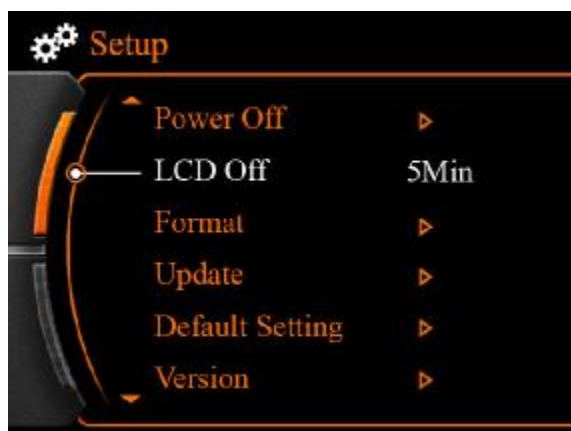 Setup
Power Off
LCD Off 5Min
Format
Update
Default Setting
Version